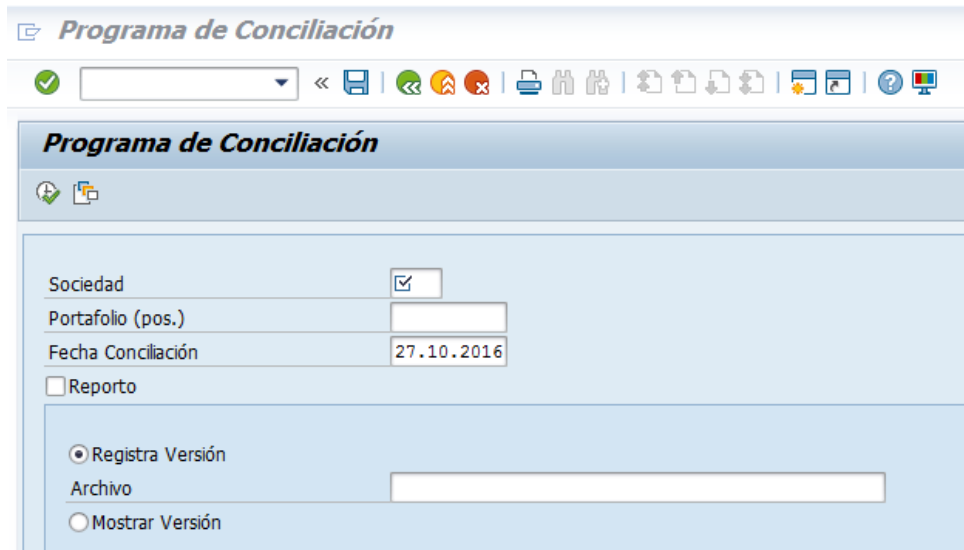 Programa de Conciliación
Programa de Conciliación
Sociedad
Portafolio (pos.)
Fecha Conciliación 27.10.2016
Reporto
Registra Versión
Archivo
Mostrar Versión